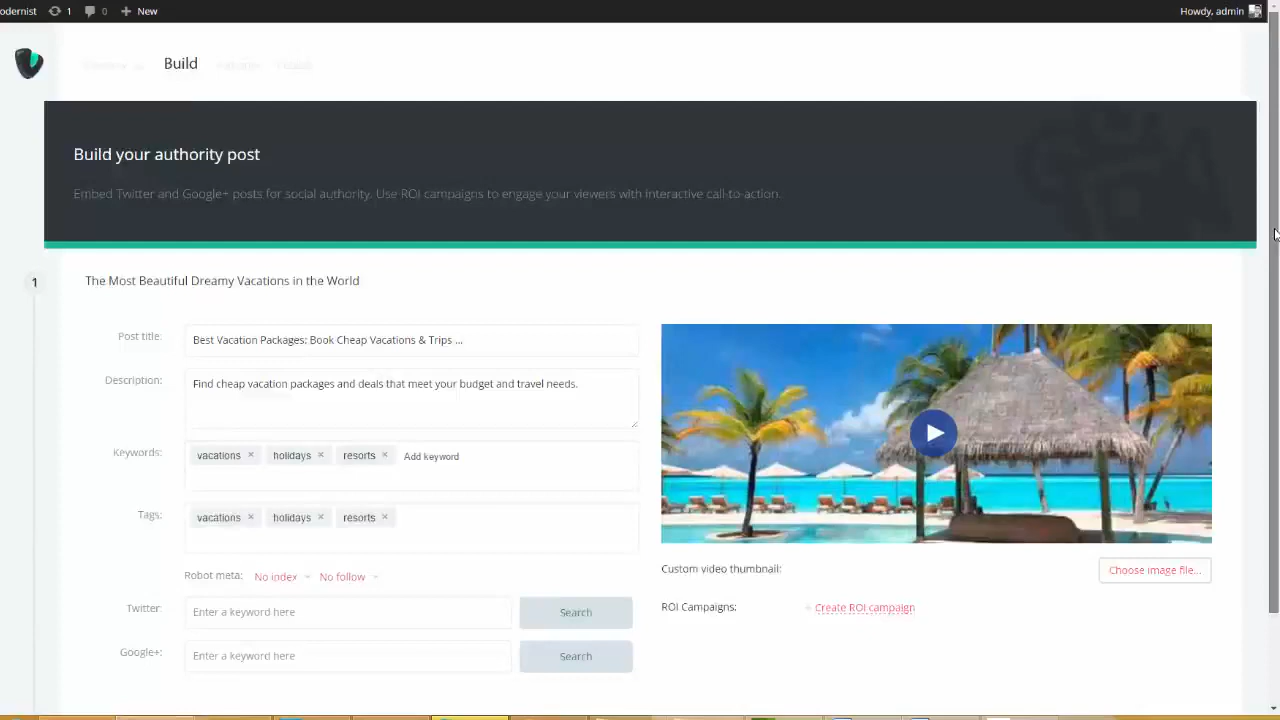 odernist 1 0 New Howdy, admin
Build
Build your authority post
Embed Twitter and Google+ posts for social authority. Use ROI campaigns to engage your viewers with interactive call-to-action.
1
The Most Beautiful Dreamy Vacations in the World
Post title: Best Vacation Packages: Book Cheap Vacations & Trips ...
Description: Find cheap vacation packages and deals that meet your budget and travel needs.
Keywords: vacations × holidays × resorts × Add keyword
Tags: vacations × holidays × resorts ×
Robot meta: No index No follow
Twitter: Enter a keyword here Search
Google+: Enter a keyword here Search
Custom video thumbnail: Choose image file...
ROI Campaigns: + Create ROI campaign